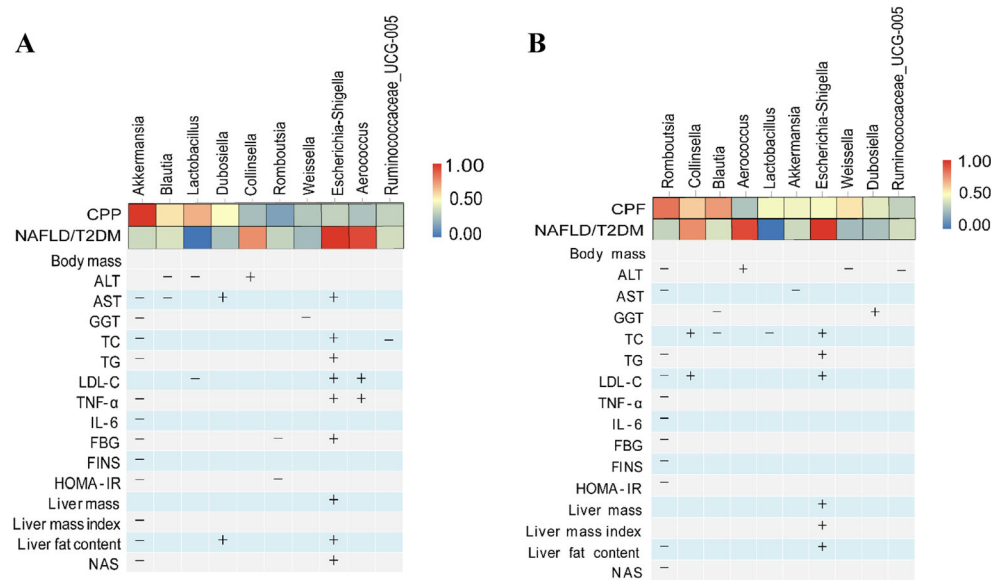 A
Akkermansia
Blautia
Lactobacillus
Dubosiella
Collinsella
Romboutsia
Weissella
Escherichia-Shigella
Aerococcus
Ruminococcaceae_UCG-005
CPP
NAFLD/T2DM
1.00
0.50
0.00
Body mass
ALT − − +
AST − − + +
GGT − −
TC − + −
TG − +
LDL-C − + +
TNF-α − + +
IL-6 −
FBG − − +
FINS −
HOMA-IR − −
Liver mass +
Liver mass index −
Liver fat content − + +
NAS − +
B
Romboutsia
Collinsella
Blautia
Aerococcus
Lactobacillus
Akkermansia
Escherichia-Shigella
Weissella
Dubosiella
Ruminococcaceae_UCG-005
CPF
NAFLD/T2DM
1.00
0.50
0.00
Body mass
ALT − + − −
AST − −
GGT − +
TC + − − +
TG − +
LDL-C − + +
TNF-α −
IL-6 −
FBG −
FINS −
HOMA-IR −
Liver mass +
Liver mass index +
Liver fat content − +
NAS −